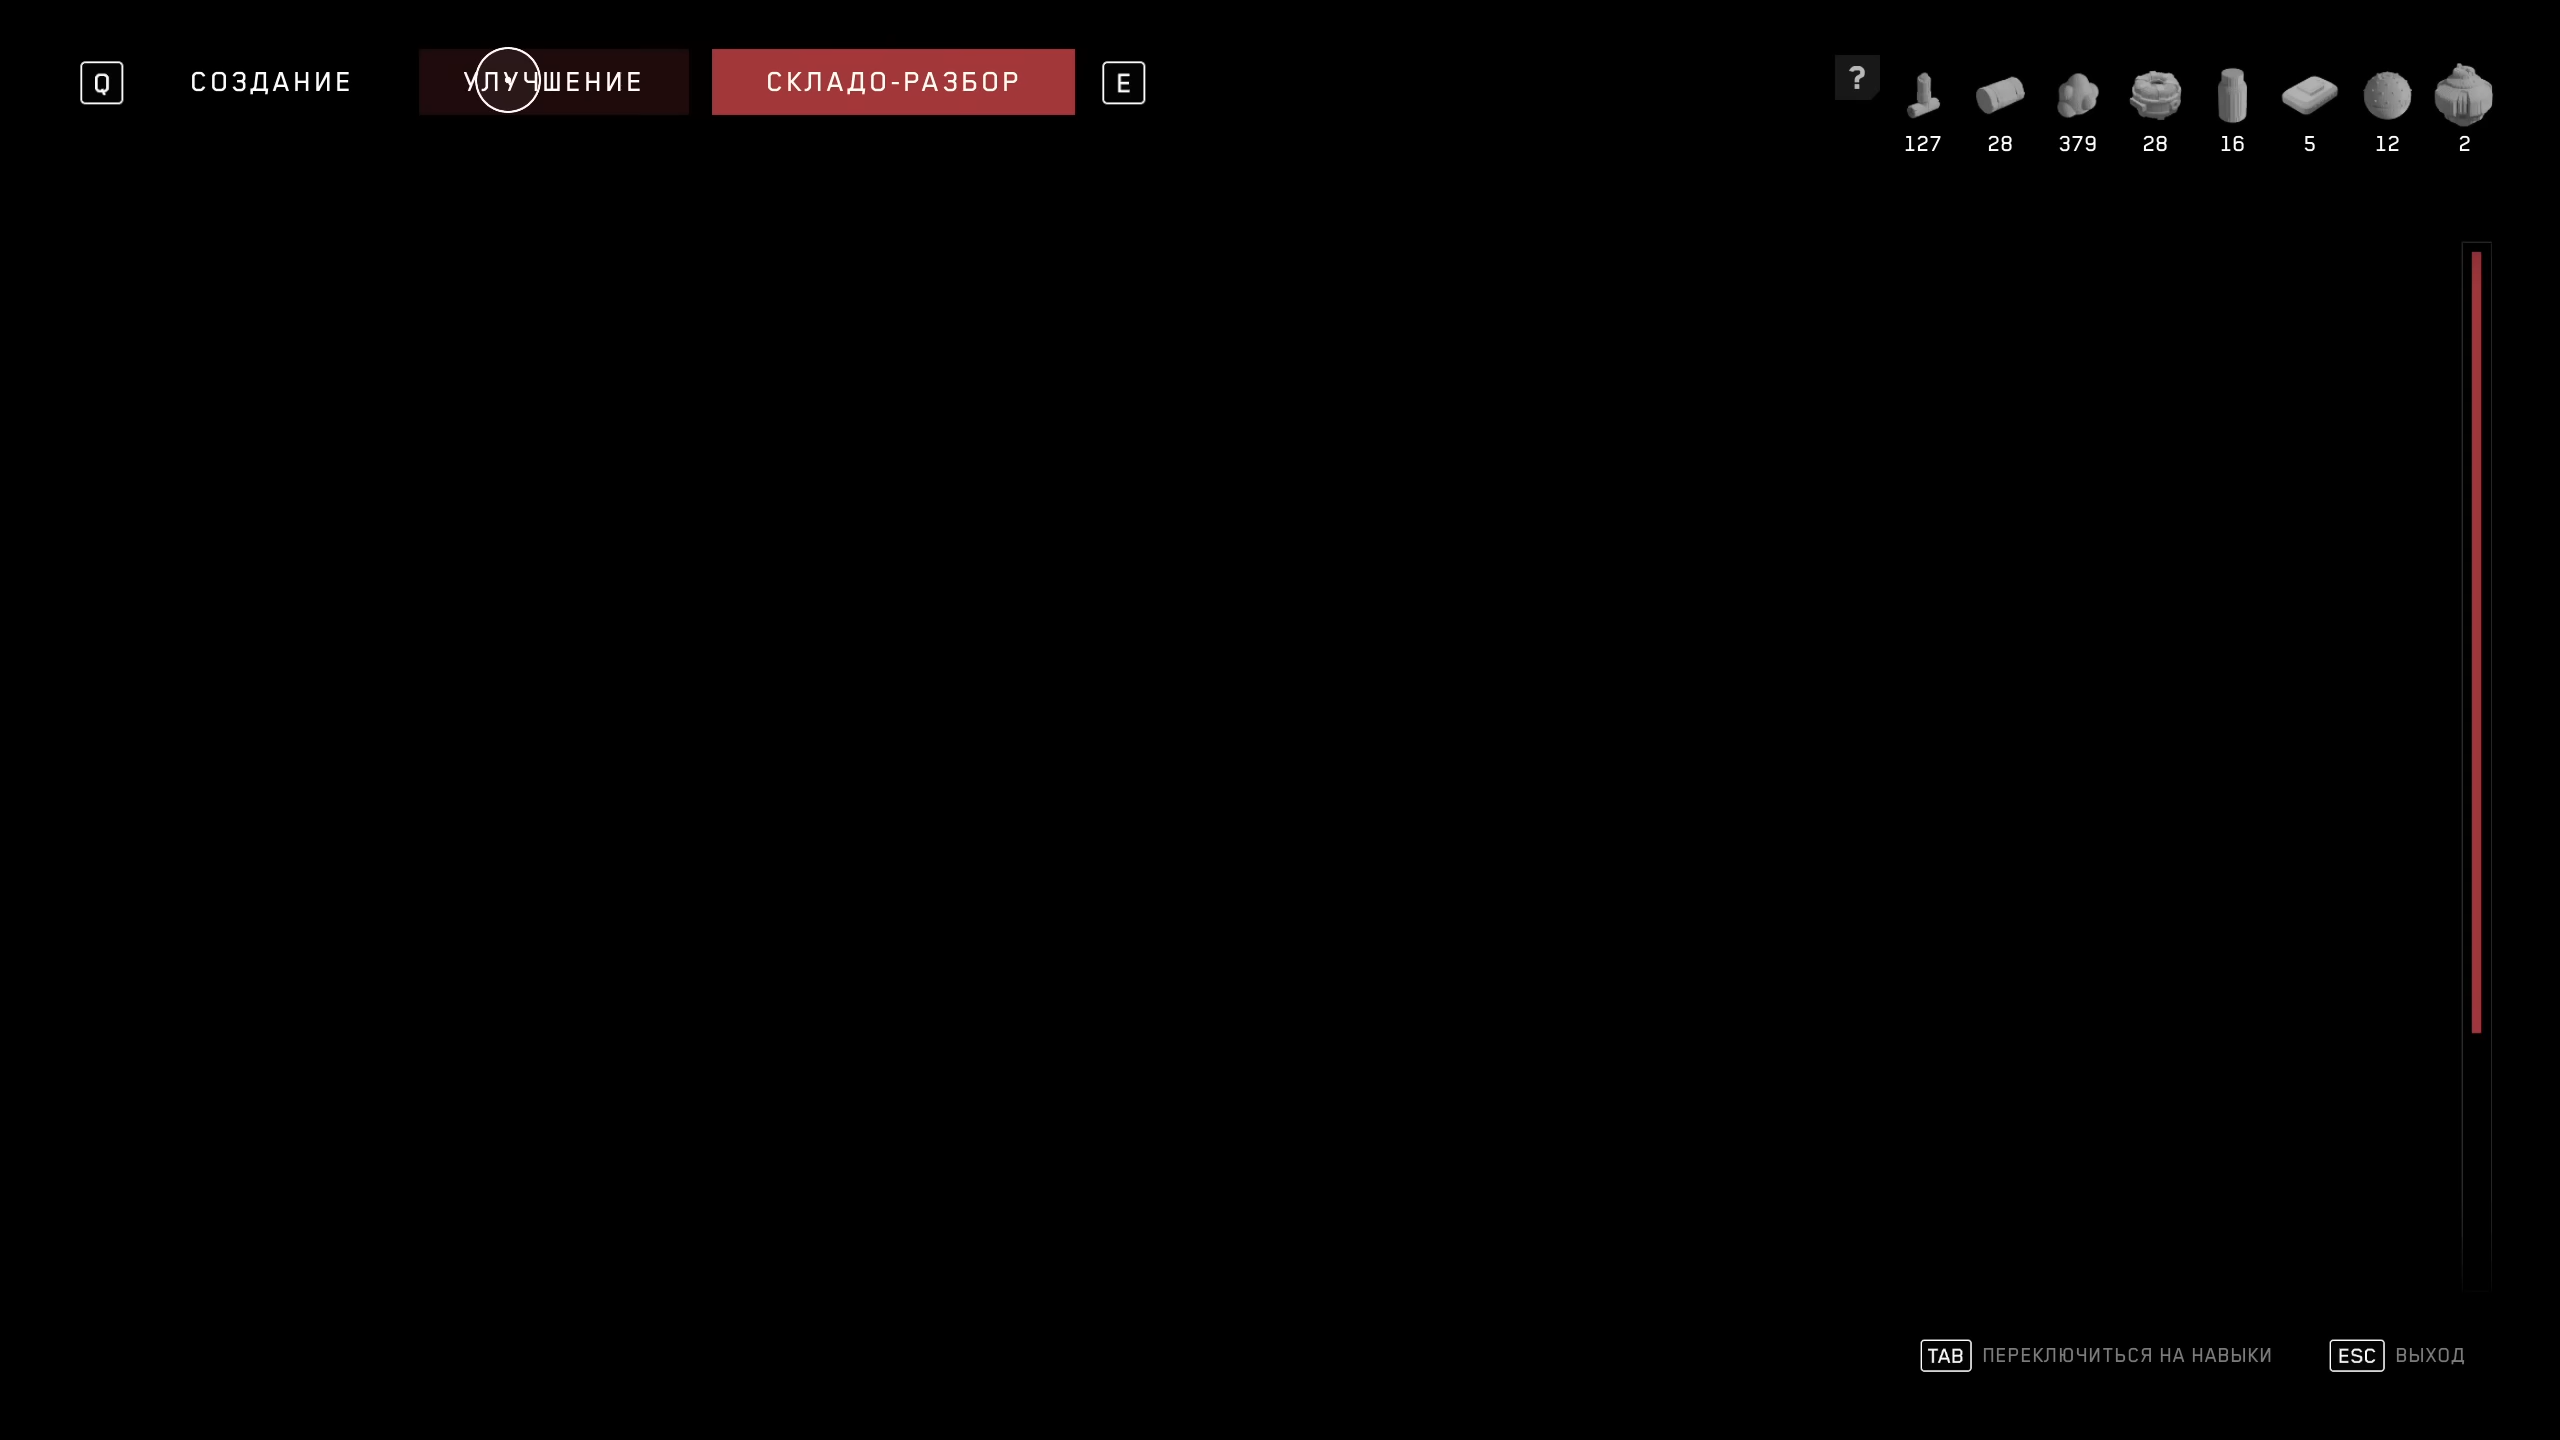 Q СОЗДАНИЕ УЛУЧШЕНИЕ СКЛАДО-РАЗБОР E ?
127 28 379 28 16 5 12 2
TAB ПЕРЕКЛЮЧИТЬСЯ НА НАВЫКИ ESC ВЫХОД